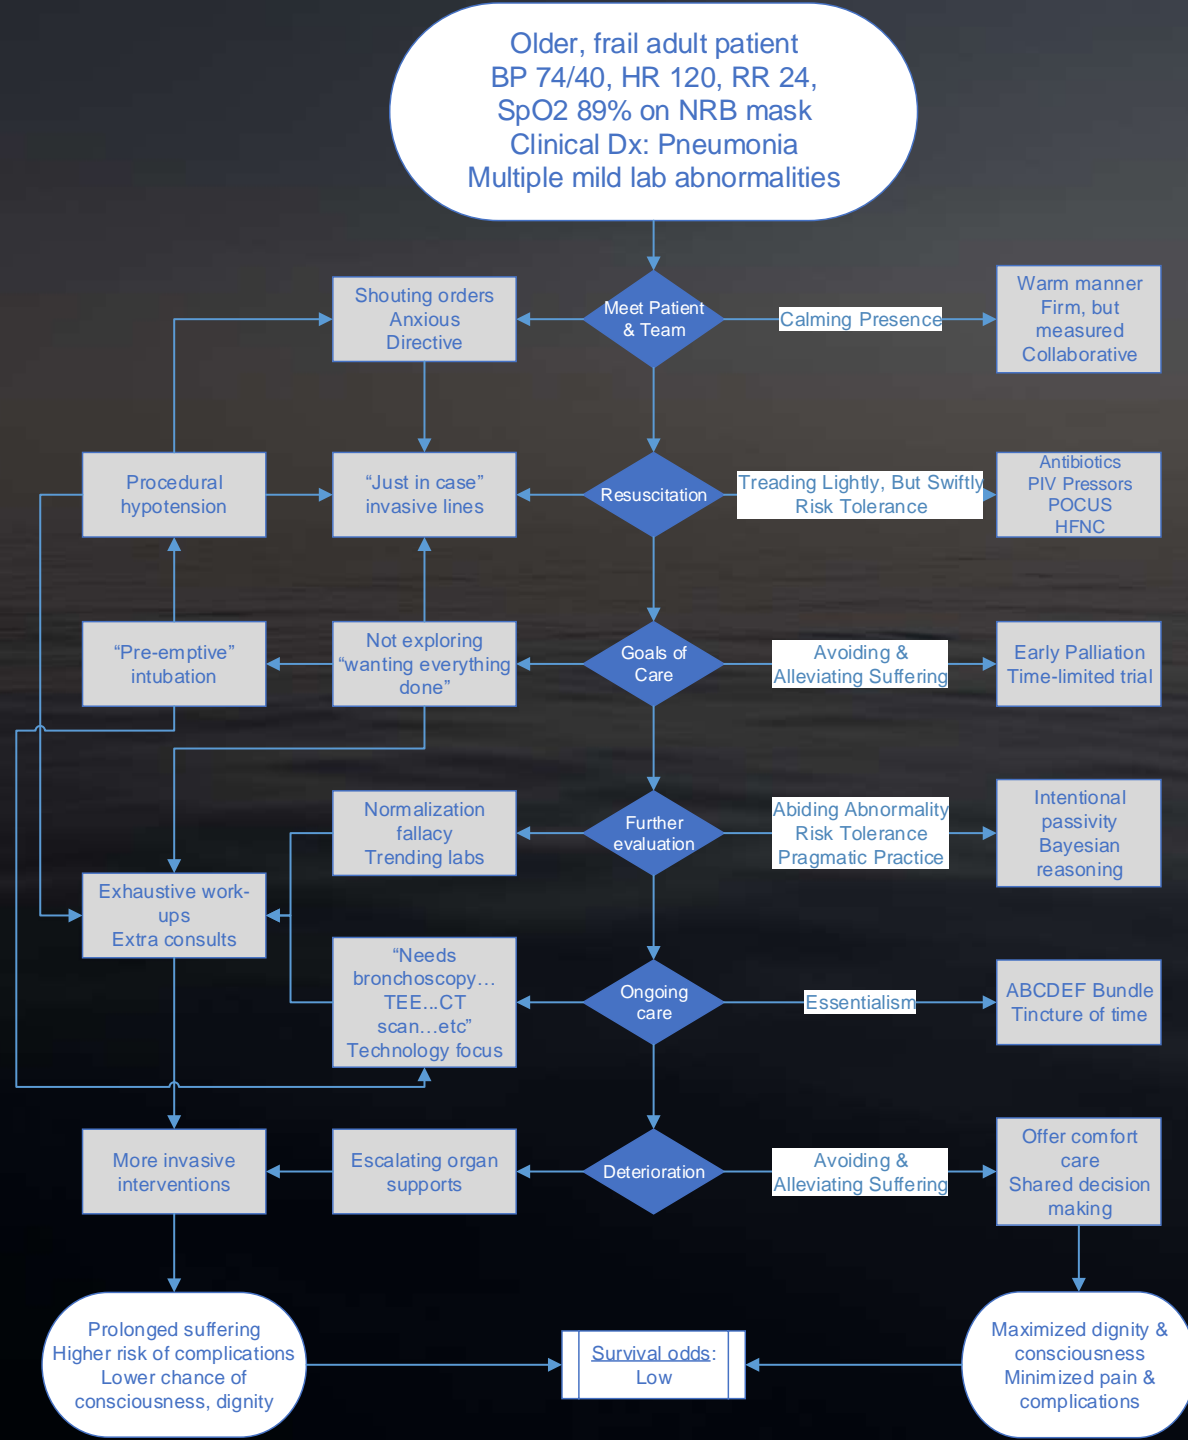 Older, frail adult patient
BP 74/40, HR 120, RR 24,
SpO2 89% on NRB mask
Clinical Dx: Pneumonia
Multiple mild lab abnormalities
Shouting orders
Anxious
Directive
Meet Patient
& Team
Calming Presence
Warm manner
Firm, but
measured
Collaborative
Procedural
hypotension
“Just in case”
invasive lines
Resuscitation
Treading Lightly, But Swiftly
Risk Tolerance
Antibiotics
PIV Pressors
POCUS
HFNC
“Pre-emptive”
intubation
Not exploring
“wanting everything
done”
Goals of
Care
Avoiding &
Alleviating Suffering
Early Palliation
Time-limited trial
Normalization
fallacy
Trending labs
Further
evaluation
Abiding Abnormality
Risk Tolerance
Pragmatic Practice
Intentional
passivity
Bayesian
reasoning
Exhaustive work-
ups
Extra consults
“Needs
bronchoscopy…
TEE...CT
scan…etc”
Technology focus
Ongoing
care
Essentialism
ABCDEF Bundle
Tincture of time
More invasive
interventions
Escalating organ
supports
Deterioration
Avoiding &
Alleviating Suffering
Offer comfort
care
Shared decision
making
Prolonged suffering
Higher risk of complications
Lower chance of
consciousness, dignity
Survival odds:
Low
Maximized dignity &
consciousness
Minimized pain &
complications